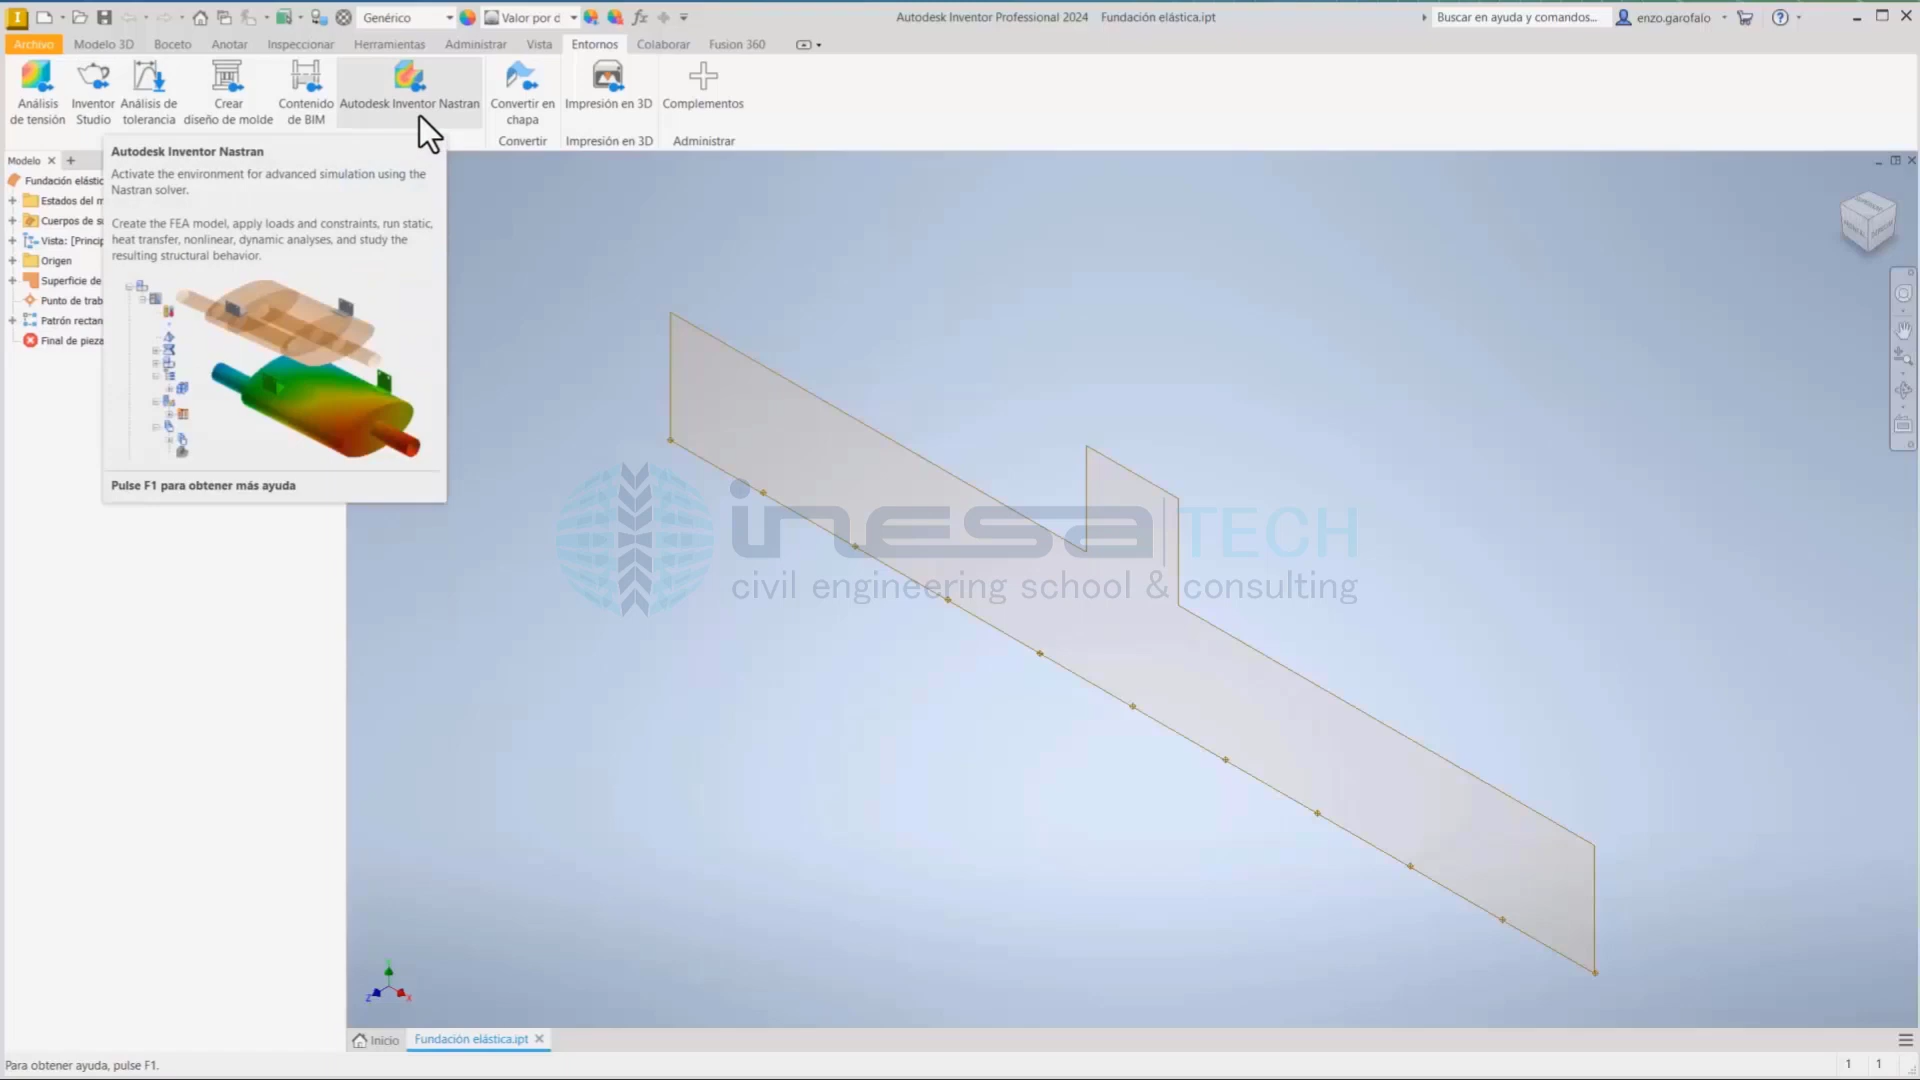 Genérico
Valor por d
Autodesk Inventor Professional 2024 Fundación elástica.ipt
Buscar en ayuda y comandos...
enzo.garofalo
Archivo Modelo 3D Boceto Anotar Inspeccionar Herramientas Administrar Vista Entornos Colaborar Fusion 360
Análisis de tensión
Inventor Studio
Análisis de tolerancia
Crear diseño de molde
Contenido de BIM
Autodesk Inventor Nastran
Convertir en chapa
Impresión en 3D
Complementos
Convertir
Impresión en 3D
Administrar
Modelo
Fundación elástic
Estados del m
Cuerpos de s
Vista: [Princip
Origen
Superficie de
Punto de trab
Patrón rectan
Final de pieza
Autodesk Inventor Nastran
Activate the environment for advanced simulation using the
Nastran solver.
Create the FEA model, apply loads and constraints, run static,
heat transfer, nonlinear, dynamic analyses, and study the
resulting structural behavior.
Pulse F1 para obtener más ayuda
inesa TECH
civil engineering school & consulting
Inicio
Fundación elástica.ipt
Para obtener ayuda, pulse F1.
1 1